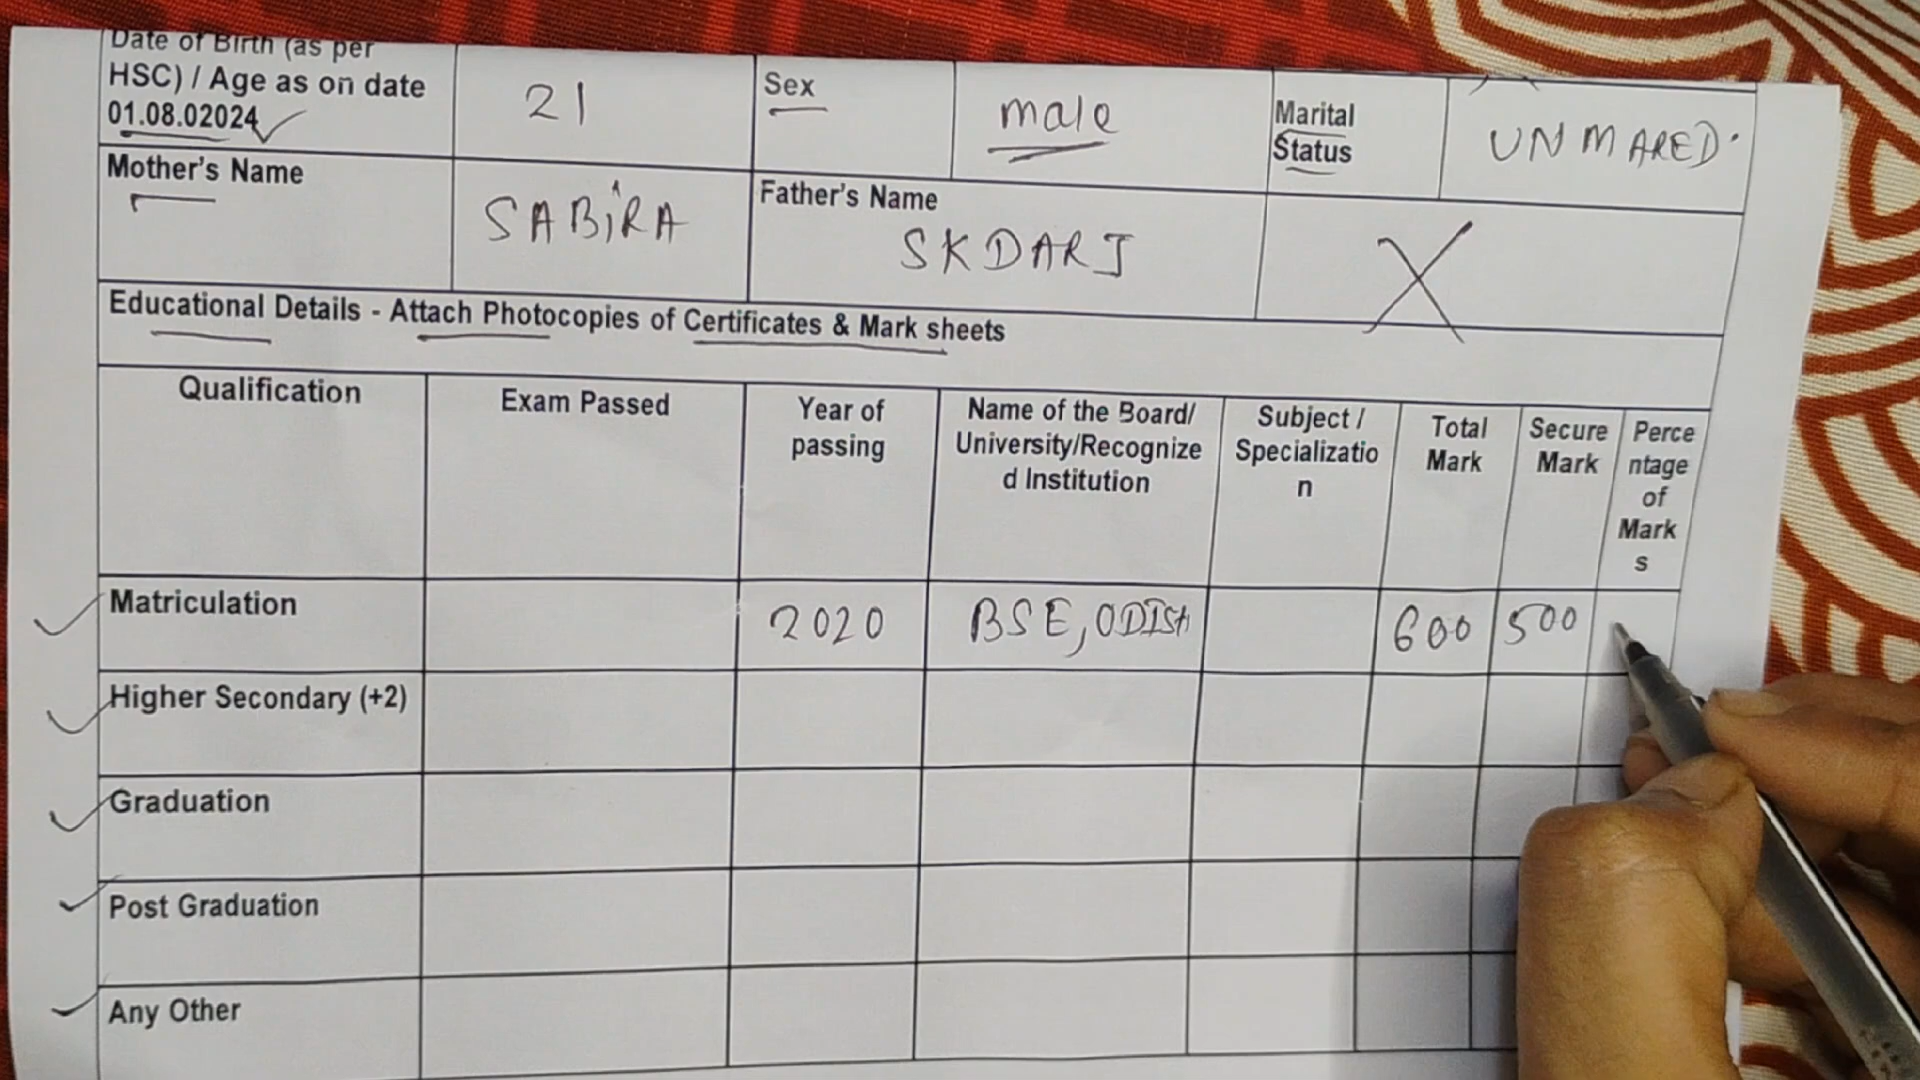 Date of Birth (as per
HSC) / Age as on date
01.08.02024
21
Sex
male
Marital
Status
UNMARED.
Mother's Name
SABIRA
Father's Name
SKDARI
X
Educational Details - Attach Photocopies of Certificates & Mark sheets
Qualification
Exam Passed
Year of
passing
Name of the Board/
University/Recognize
d Institution
Subject /
Specializatio
n
Total
Mark
Secure
Mark
Perce
ntage
of
Mark
s
Matriculation
2020
BSE, ODISH
600
500
Higher Secondary (+2)
Graduation
Post Graduation
Any Other